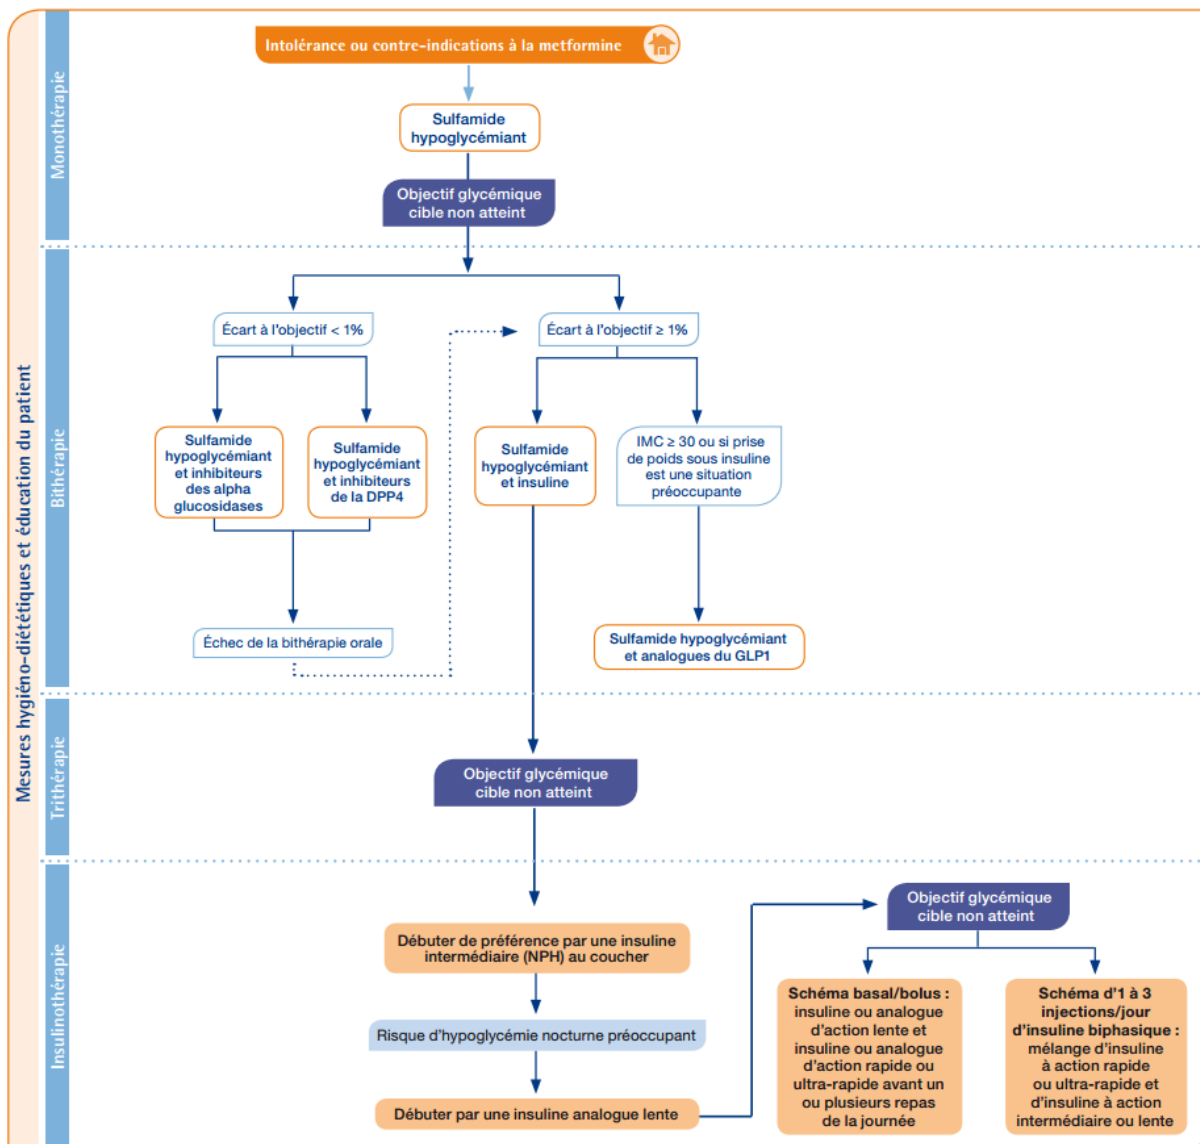 Mesures hygiéno-diététiques et éducation du patient
Monothérapie
Intolérance ou contre-indications à la metformine
Sulfamide
hypoglycémiant
Objectif glycémique
cible non atteint
Bithérapie
Écart à l'objectif < 1%
Écart à l'objectif ≥ 1%
Sulfamide
hypoglycémiant
et inhibiteurs
des alpha
glucosidases
Sulfamide
hypoglycémiant
et inhibiteurs
de la DPP4
Sulfamide
hypoglycémiant
et insuline
IMC ≥ 30 ou si prise
de poids sous insuline
est une situation
préoccupante
Échec de la bithérapie orale
Sulfamide hypoglycémiant
et analogues du GLP1
Trithérapie
Objectif glycémique
cible non atteint
Insulinothérapie
Débuter de préférence par une insuline
intermédiaire (NPH) au coucher
Risque d'hypoglycémie nocturne préoccupant
Débuter par une insuline analogue lente
Objectif glycémique
cible non atteint
Schéma basal/bolus :
insuline ou analogue
d'action lente et
insuline ou analogue
d'action rapide ou
ultra-rapide avant un
ou plusieurs repas
de la journée
Schéma d'1 à 3
injections/jour
d'insuline biphasique :
mélange d'insuline
à action rapide
ou ultra-rapide et
d'insuline à action
intermédiaire ou lente